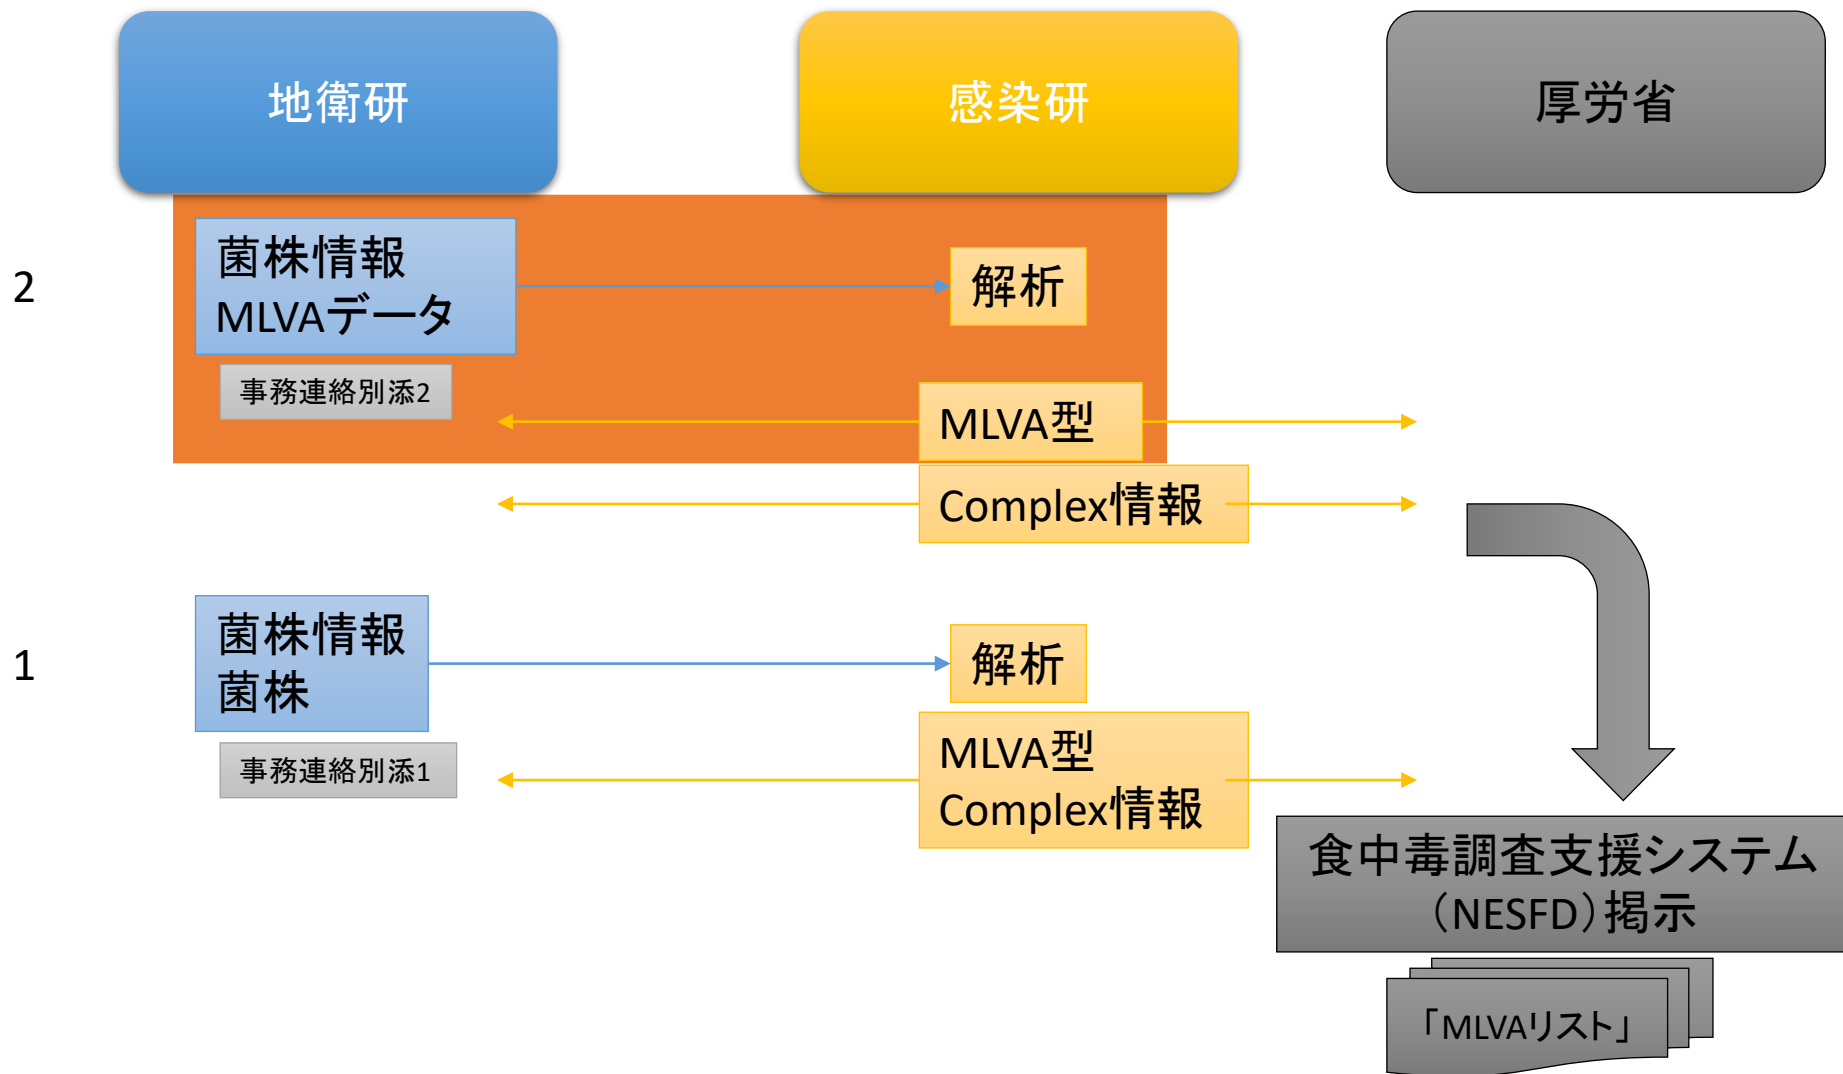 地衛研
感染研
厚労省
2
菌株情報
MLVAデータ
解析
事務連絡別添2
MLVA型
Complex情報
1
菌株情報
菌株
解析
事務連絡別添1
MLVA型
Complex情報
食中毒調査支援システム
（NESFD）掲示
「MLVAリスト」